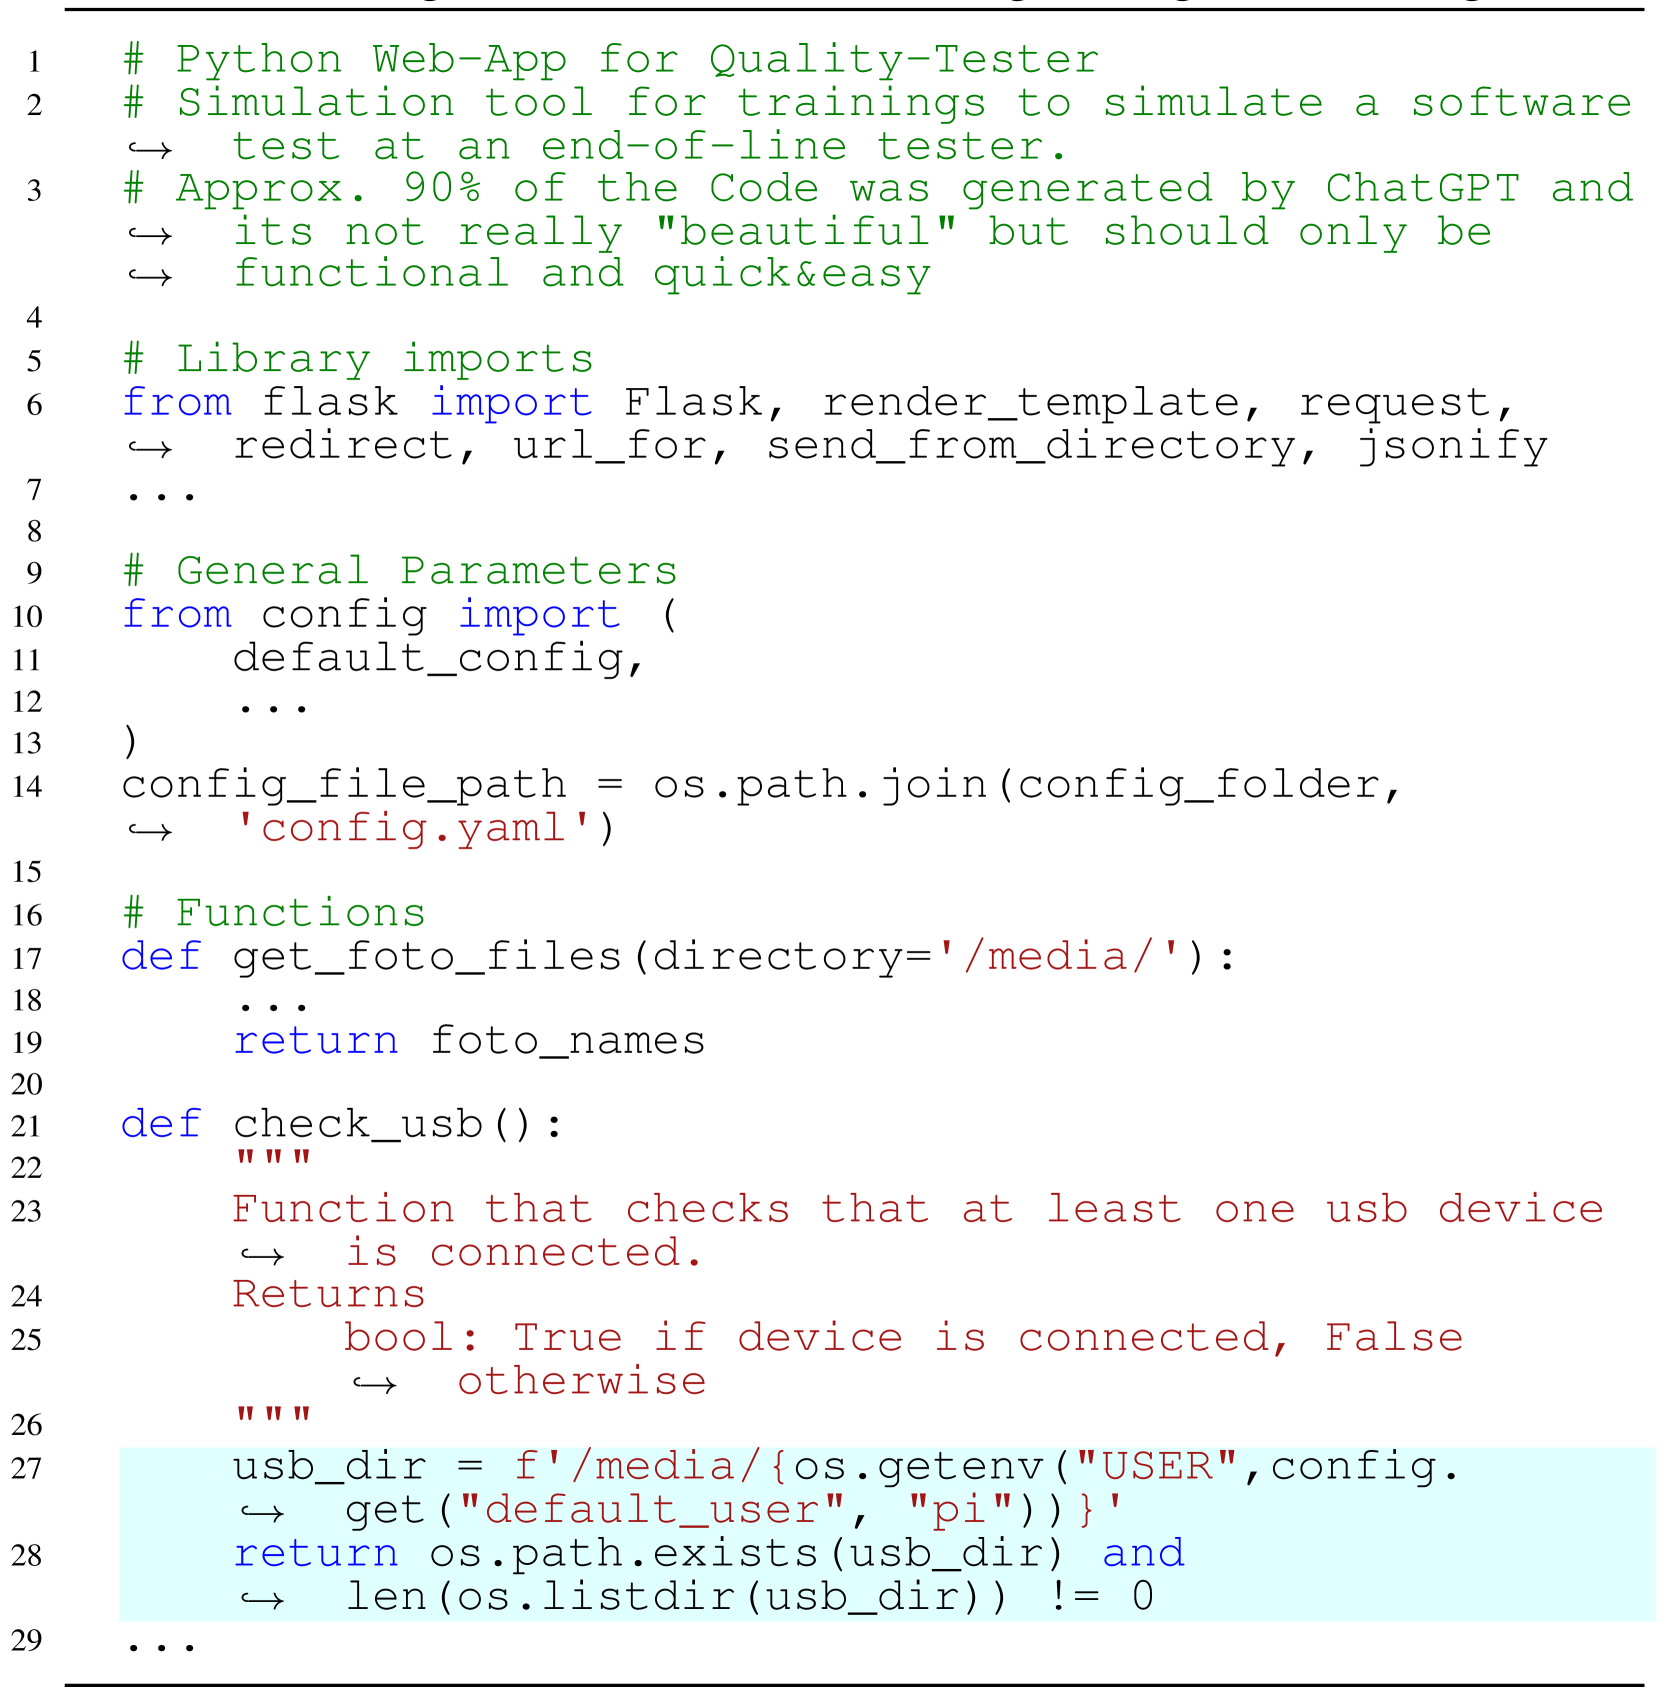 1 # Python Web-App for Quality-Tester
2 # Simulation tool for trainings to simulate a software
↪ test at an end-of-line tester.
3 # Approx. 90% of the Code was generated by ChatGPT and
↪ its not really "beautiful" but should only be
↪ functional and quick&easy
4
5 # Library imports
6 from flask import Flask, render_template, request,
↪ redirect, url_for, send_from_directory, jsonify
7 ...
8
9 # General Parameters
10 from config import (
11     default_config,
12     ...
13 )
14 config_file_path = os.path.join(config_folder,
↪ 'config.yaml')
15
16 # Functions
17 def get_foto_files(directory='/media/'):
18     ...
19     return foto_names
20
21 def check_usb():
22     """
23     Function that checks that at least one usb device
↪ is connected.
24     Returns
25         bool: True if device is connected, False
↪ otherwise
26     """
27     usb_dir = f'/media/{os.getenv("USER",config.
↪ get("default_user", "pi"))}'
28     return os.path.exists(usb_dir) and
↪ len(os.listdir(usb_dir)) != 0
29 ...